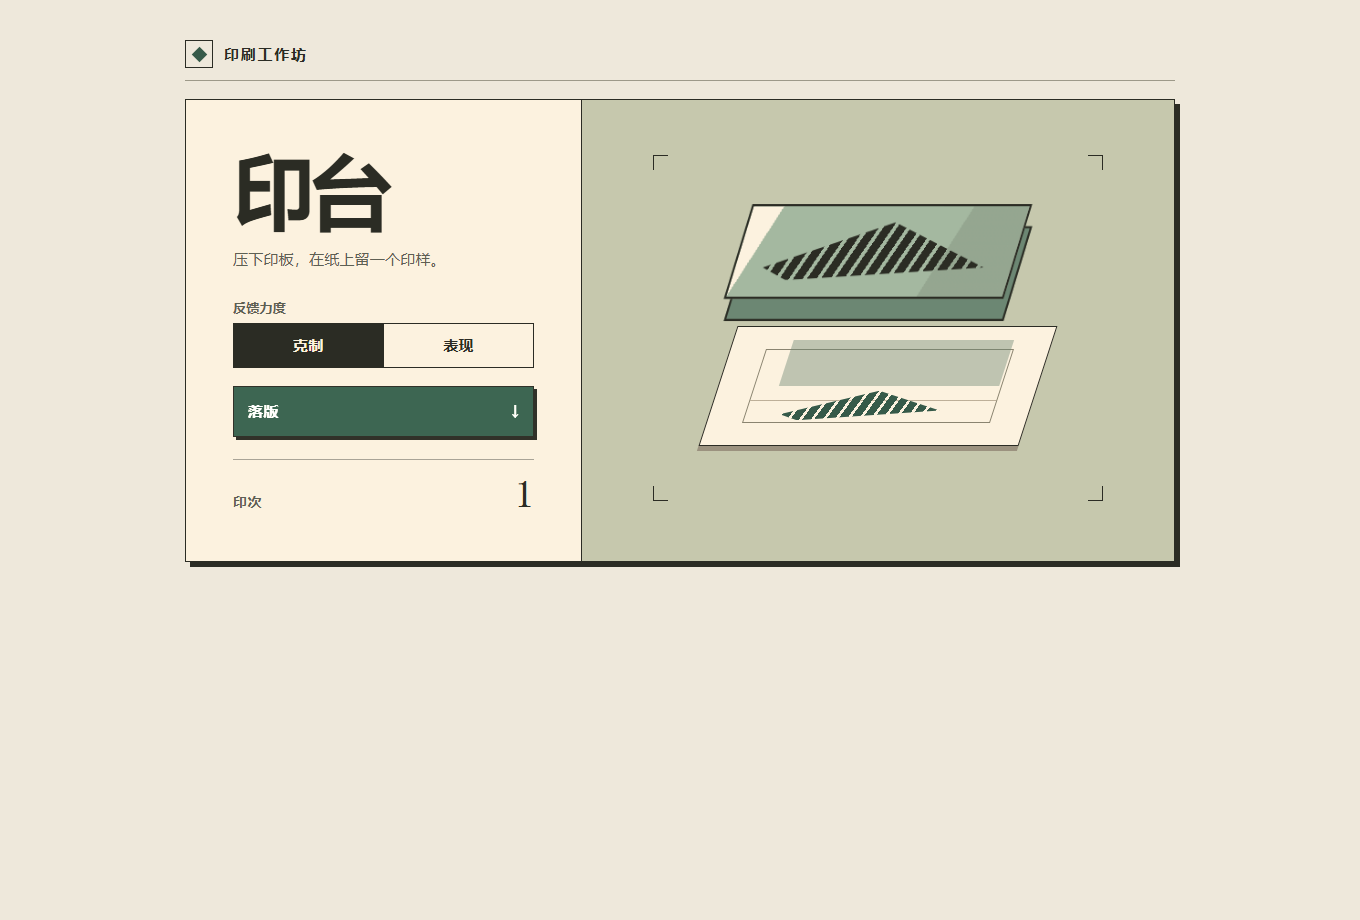 印刷工作坊
印台
压下印板，在纸上留一个印样。
反馈力度
克制 表现
落版 ↓
印次 1